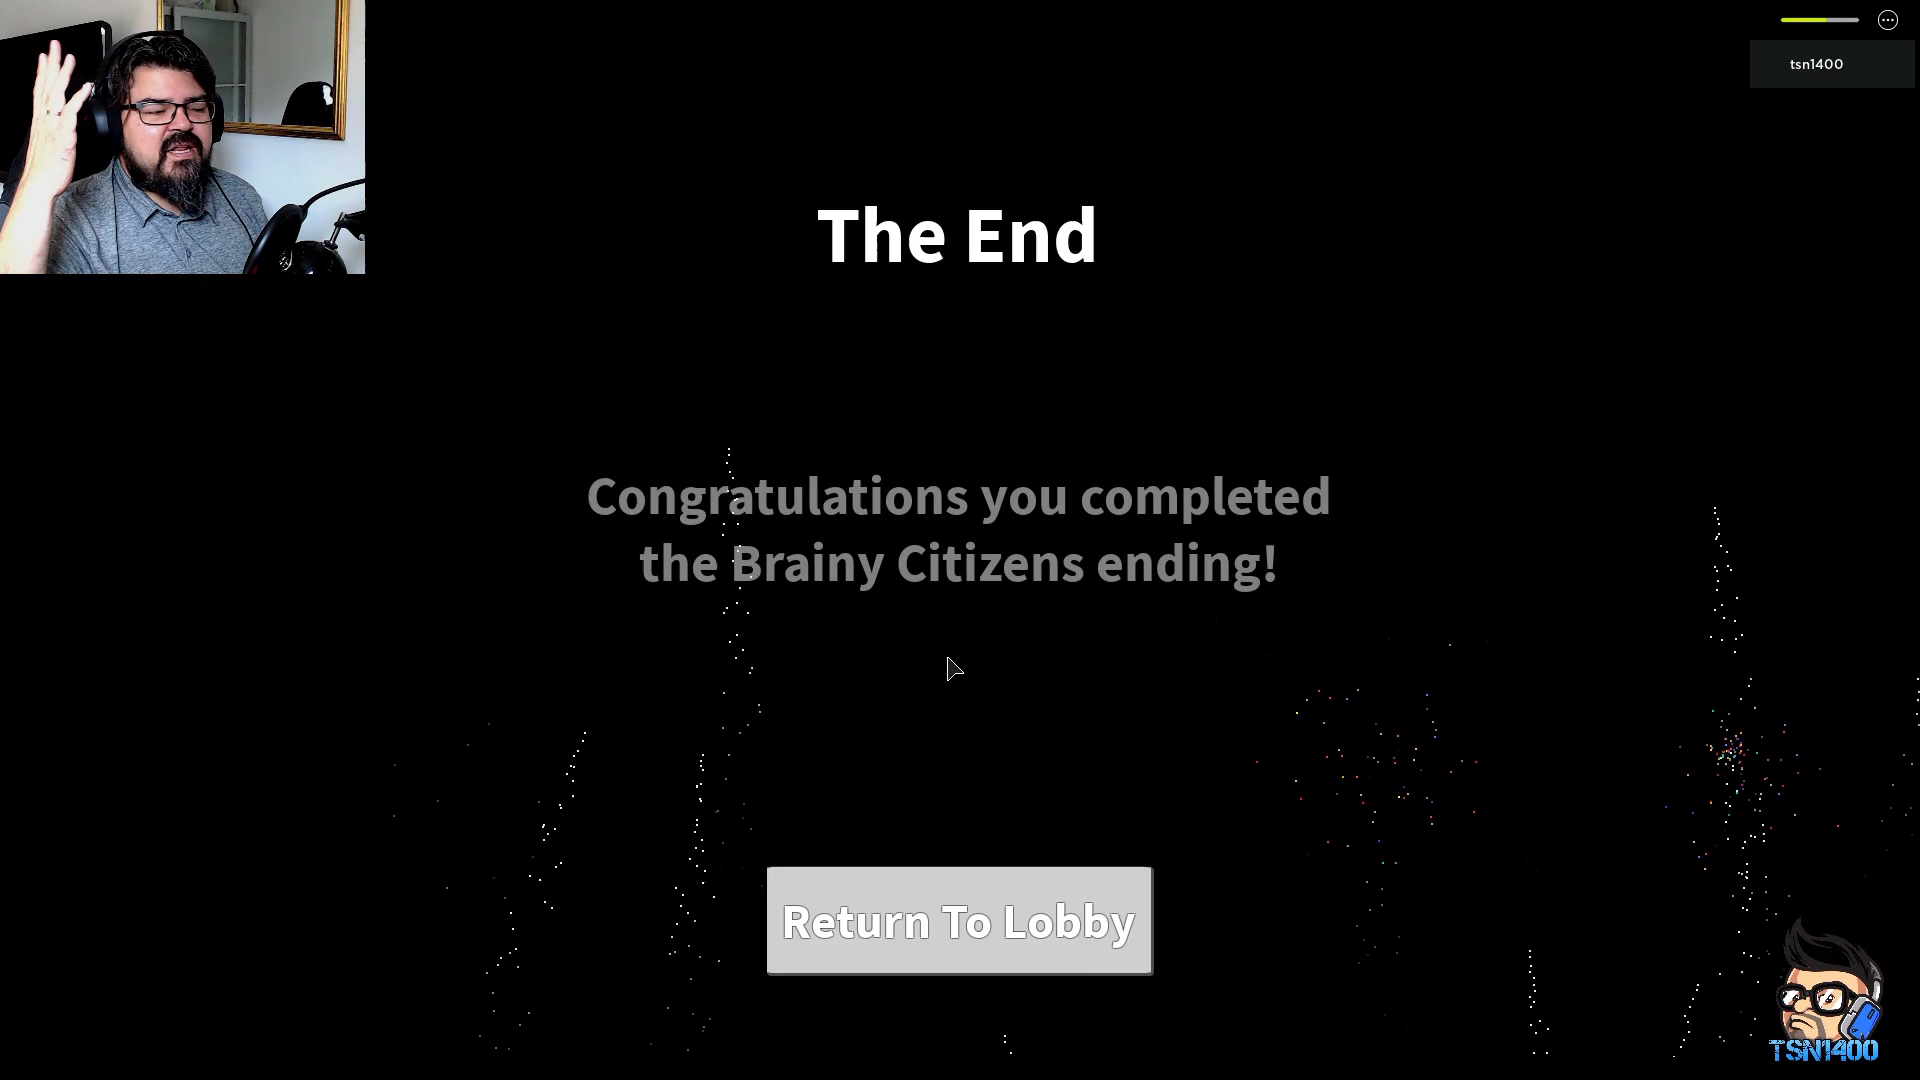 tsn1400
The End
Congratulations you completed
the Brainy Citizens ending!
Return To Lobby
TSN1400